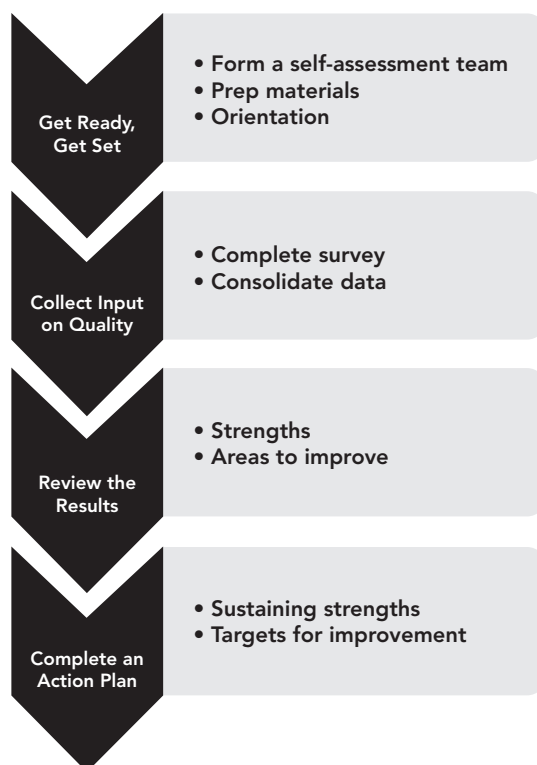 Get Ready,
Get Set
• Form a self-assessment team
• Prep materials
• Orientation
Collect Input
on Quality
• Complete survey
• Consolidate data
Review the
Results
• Strengths
• Areas to improve
Complete an
Action Plan
• Sustaining strengths
• Targets for improvement